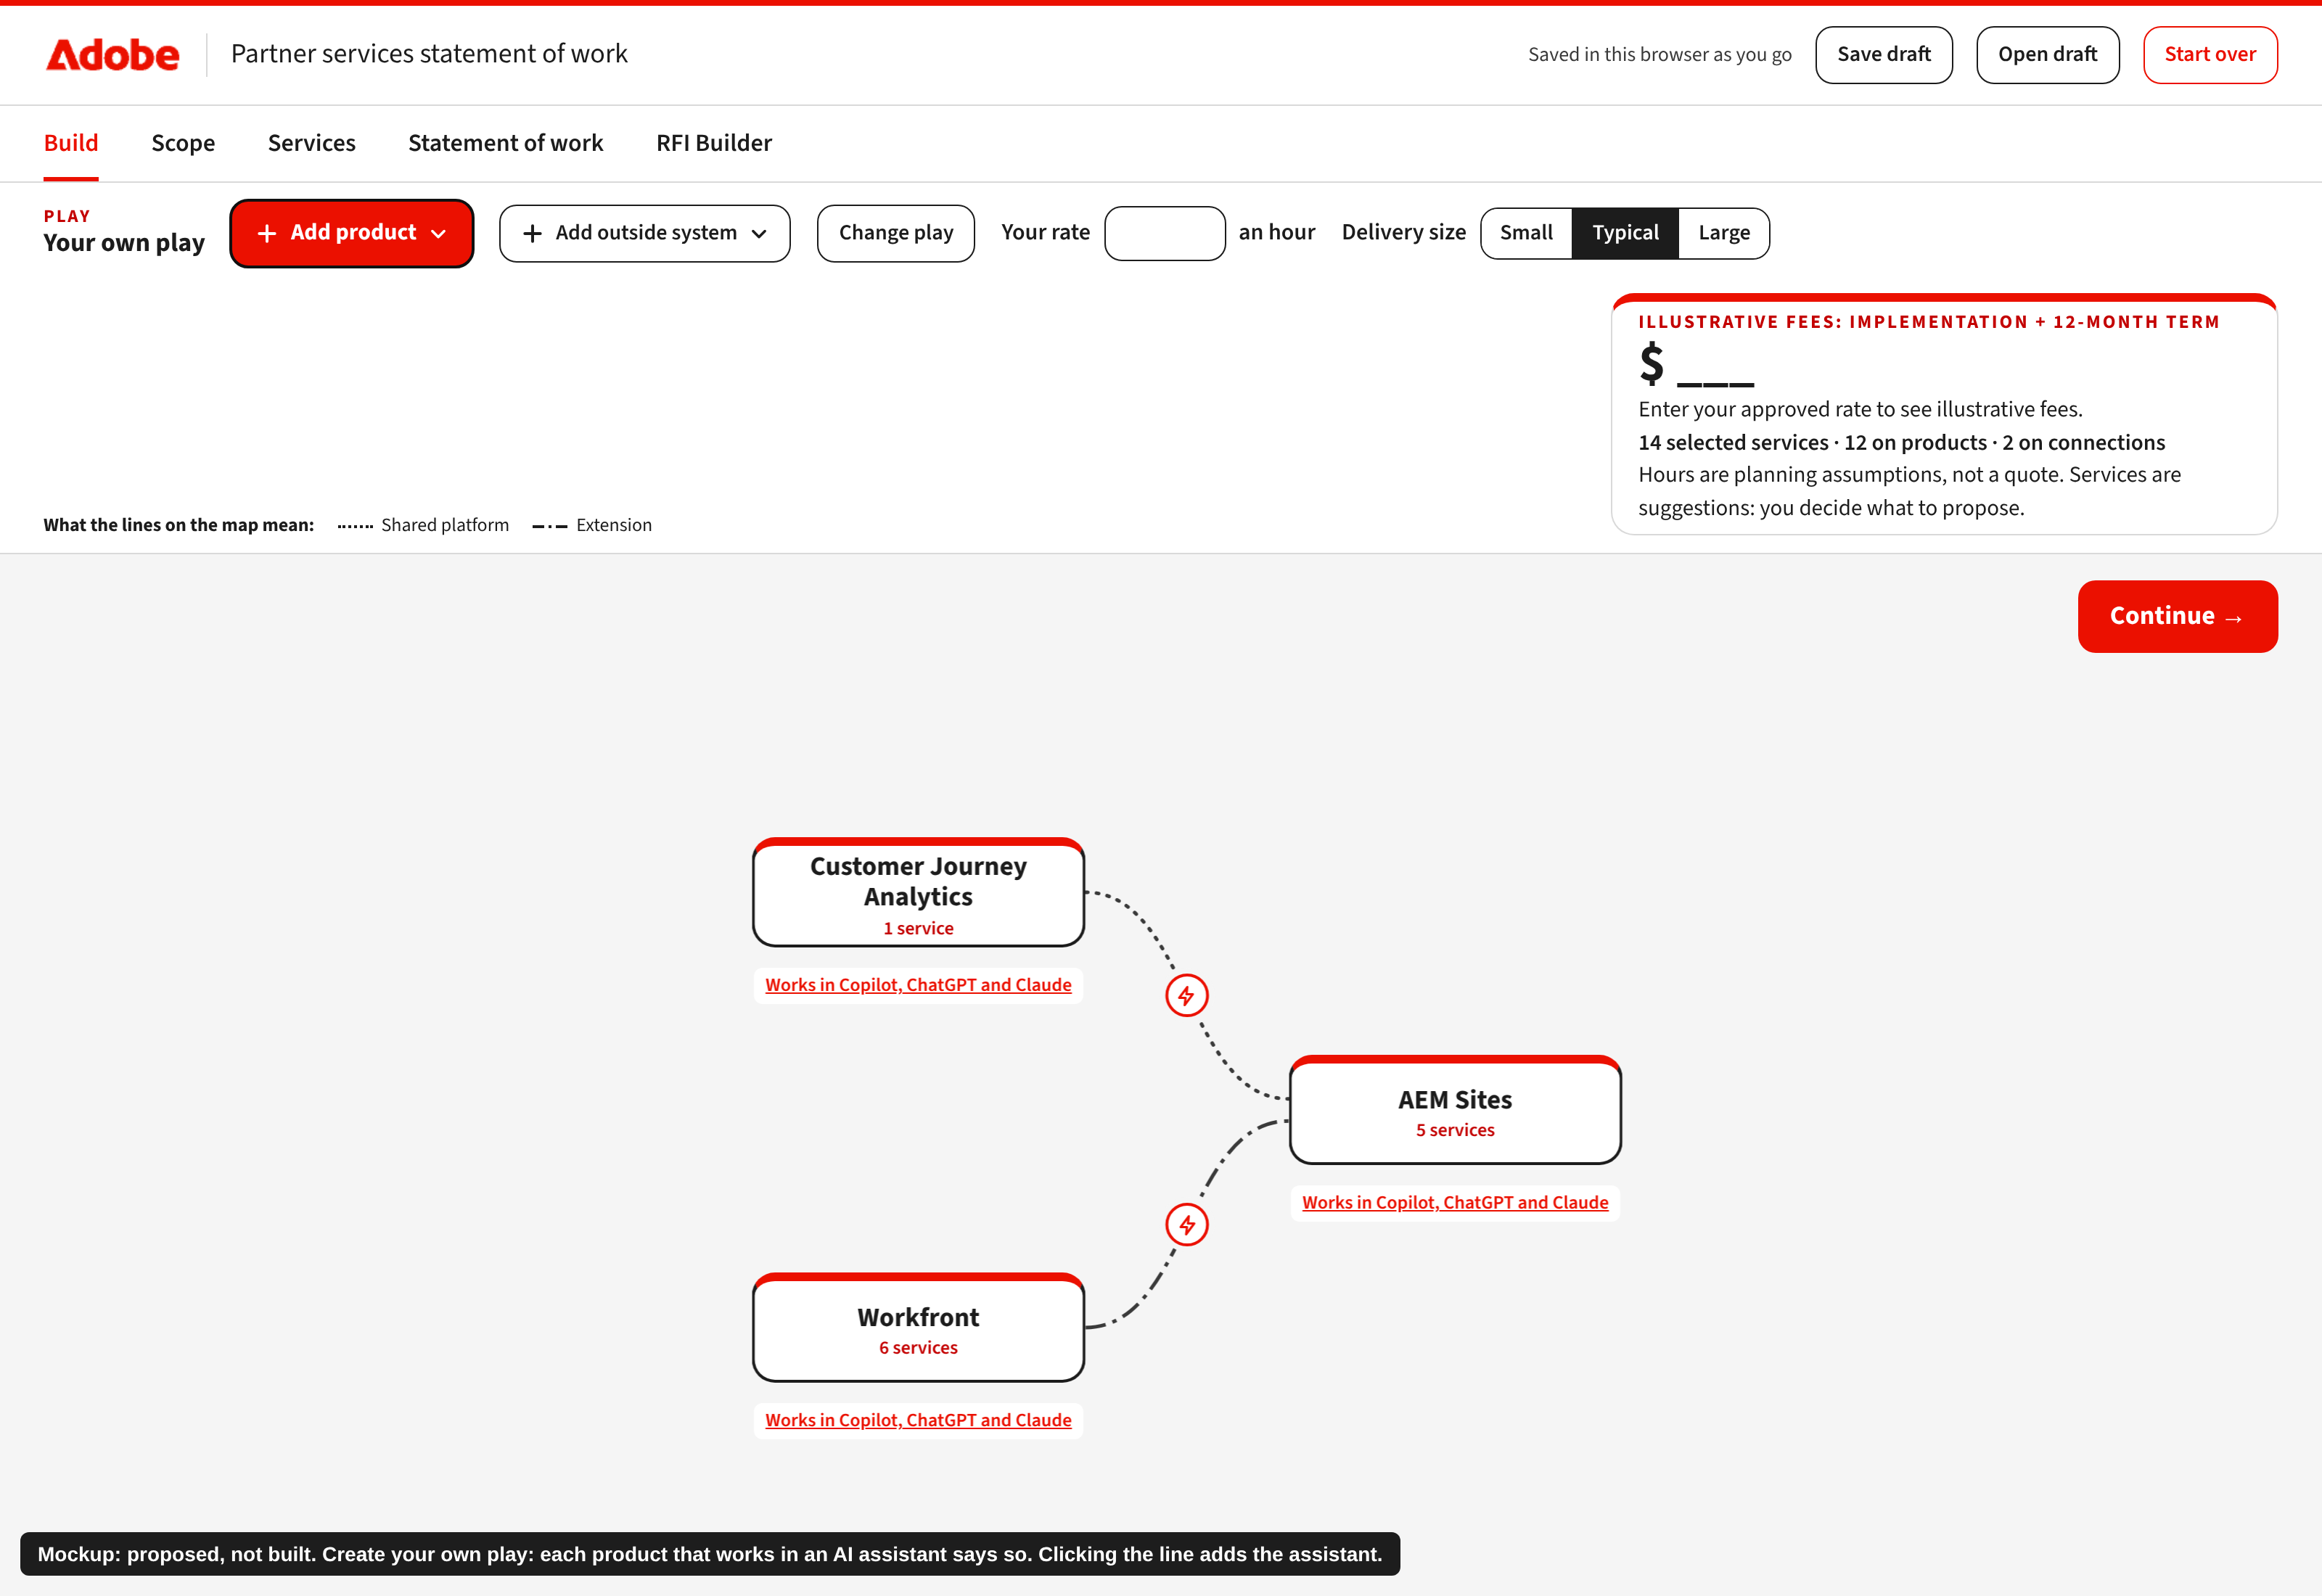 Adobe
Partner services statement of work
Saved in this browser as you go
Save draft
Open draft
Start over
Build
Scope
Services
Statement of work
RFI Builder
PLAY
Your own play
+ Add product
+ Add outside system
Change play
Your rate
an hour
Delivery size
Small
Typical
Large
ILLUSTRATIVE FEES: IMPLEMENTATION + 12-MONTH TERM
$ ___
Enter your approved rate to see illustrative fees.
14 selected services · 12 on products · 2 on connections
Hours are planning assumptions, not a quote. Services are
suggestions: you decide what to propose.
What the lines on the map mean:
Shared platform
Extension
Continue →
Customer Journey
Analytics
1 service
Works in Copilot, ChatGPT and Claude
AEM Sites
5 services
Works in Copilot, ChatGPT and Claude
Workfront
6 services
Works in Copilot, ChatGPT and Claude
Mockup: proposed, not built. Create your own play: each product that works in an AI assistant says so. Clicking the line adds the assistant.